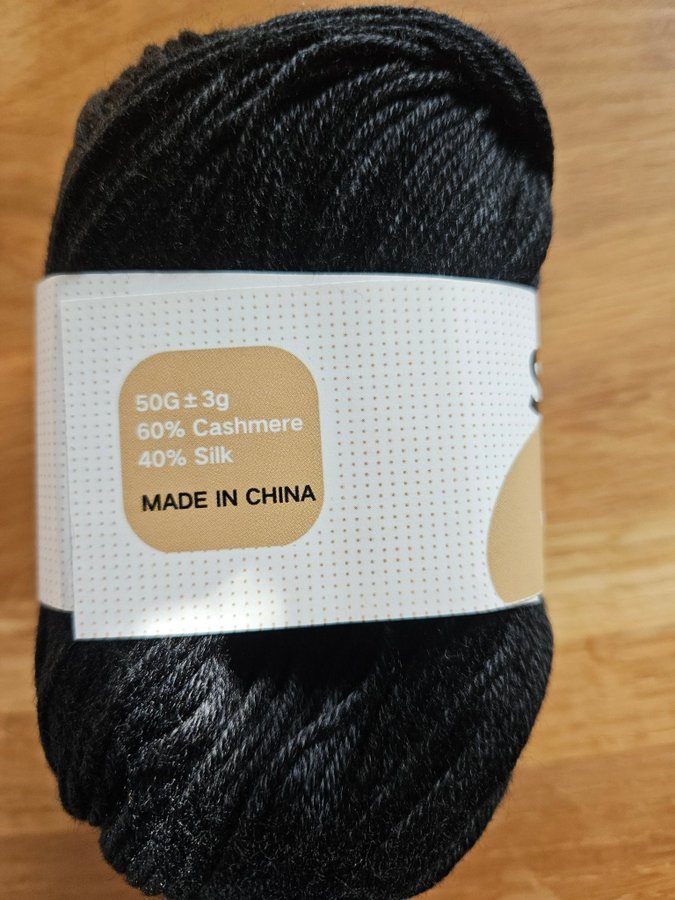 50G ± 3g
60% Cashmere
40% Silk
MADE IN CHINA